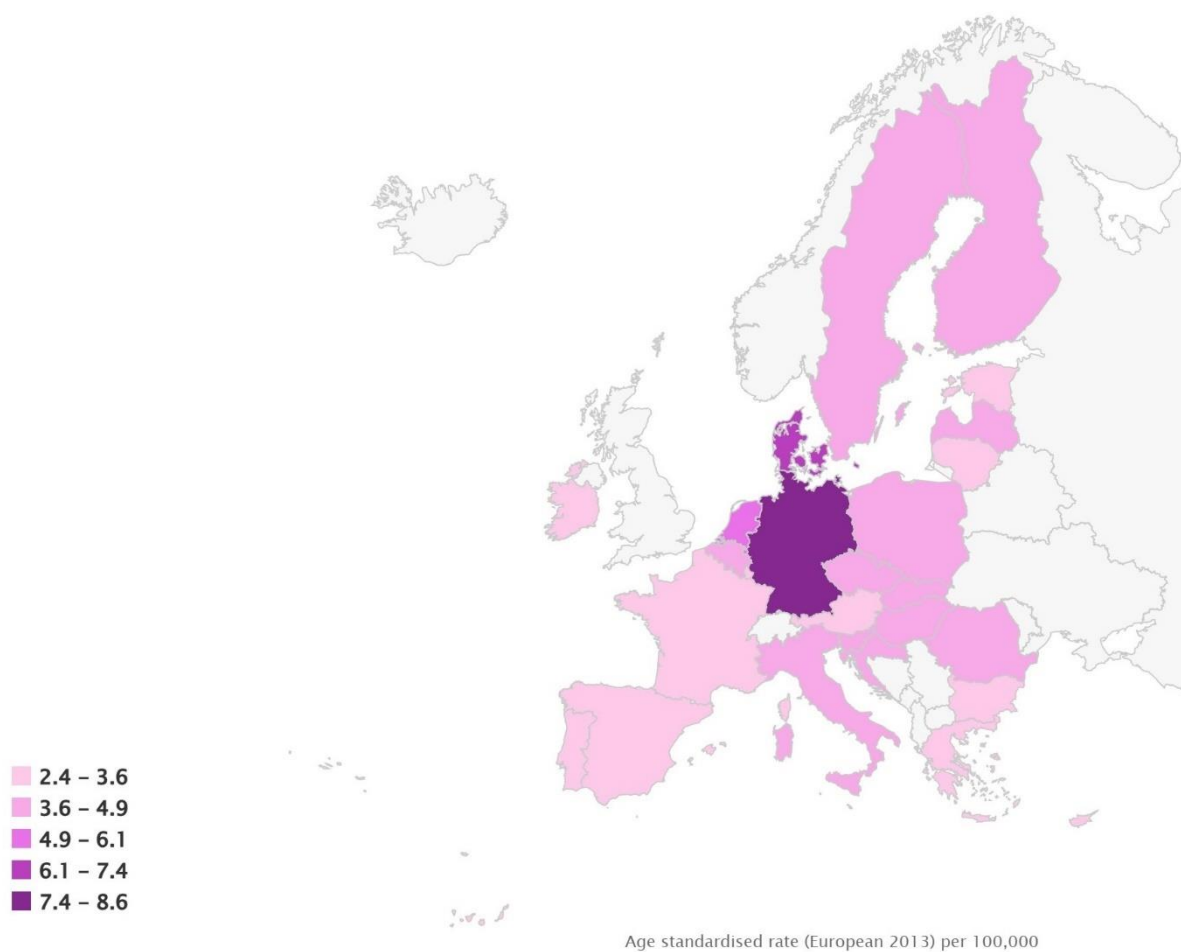 2.4 – 3.6
3.6 – 4.9
4.9 – 6.1
6.1 – 7.4
7.4 – 8.6
Age standardised rate (European 2013) per 100,000